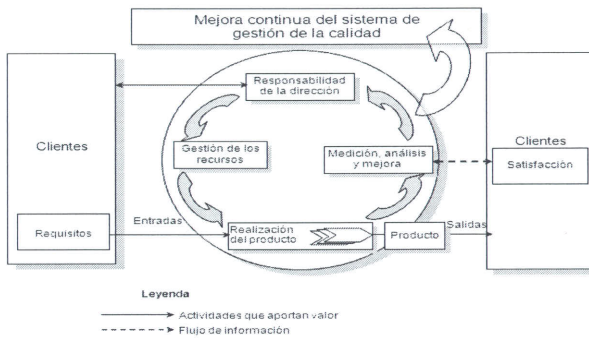 Mejora continua del sistema de
gestión de la calidad
Responsabilidad
de la dirección
Clientes
Gestión de los
recursos
Medición, análisis
y mejora
Clientes
Satisfacción
Requisitos
Entradas
Realización
del producto
Producto
Salidas
Leyenda
Actividades que aportan valor
Flujo de información